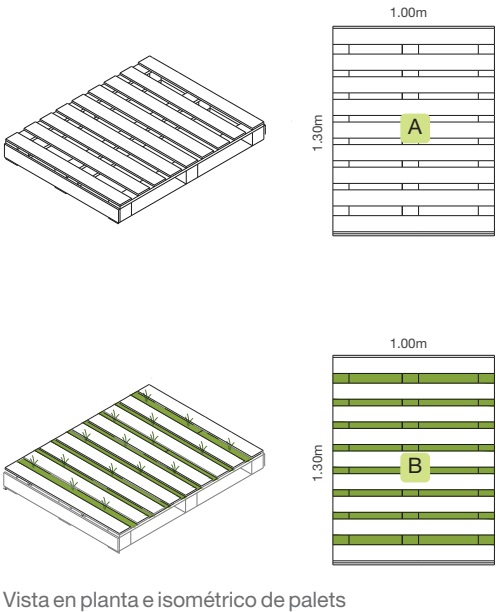 1.00m
1.30m
A
1.00m
1.30m
B
Vista en planta e isométrico de palets